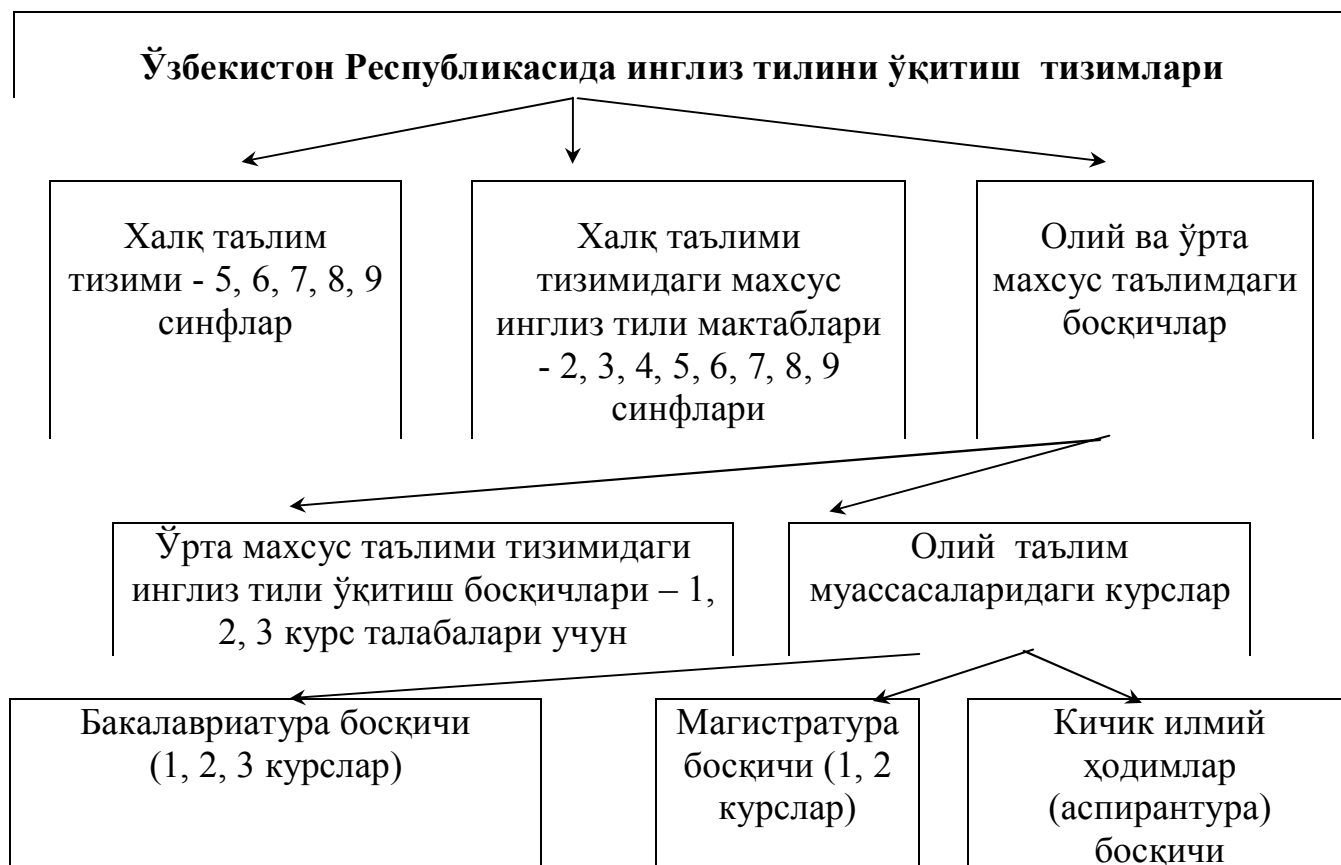 Ўзбекистон Республикасида инглиз тилини ўқитиш тизимлари
Халқ таълим
тизими - 5, 6, 7, 8, 9
синфлар
Халқ таълими
тизимидаги махсус
инглиз тили мактаблари
- 2, 3, 4, 5, 6, 7, 8, 9
синфлари
Олий ва ўрта
махсус таълимдаги
босқичлар
Ўрта махсус таълими тизимидаги
инглиз тили ўқитиш босқичлари – 1,
2, 3 курс талабалари учун
Олий таълим
муассасаларидаги курслар
Бакалавриатура босқичи
(1, 2, 3 курслар)
Магистратура
босқичи (1, 2
курслар)
Кичик илмий
ҳодимлар
(аспирантура)
босқичи